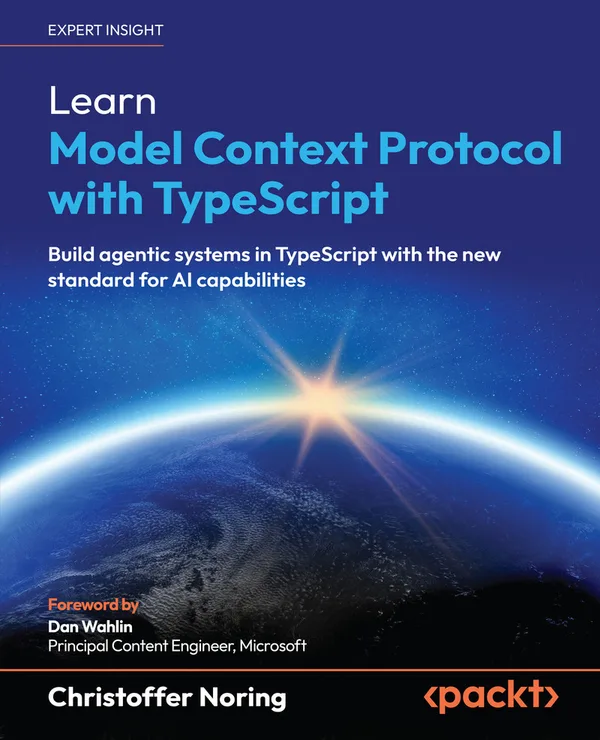 EXPERT INSIGHT
Learn
Model Context Protocol
with TypeScript
Build agentic systems in TypeScript with the new
standard for AI capabilities
Foreword by
Dan Wahlin
Principal Content Engineer, Microsoft
Christoffer Noring
<packt>